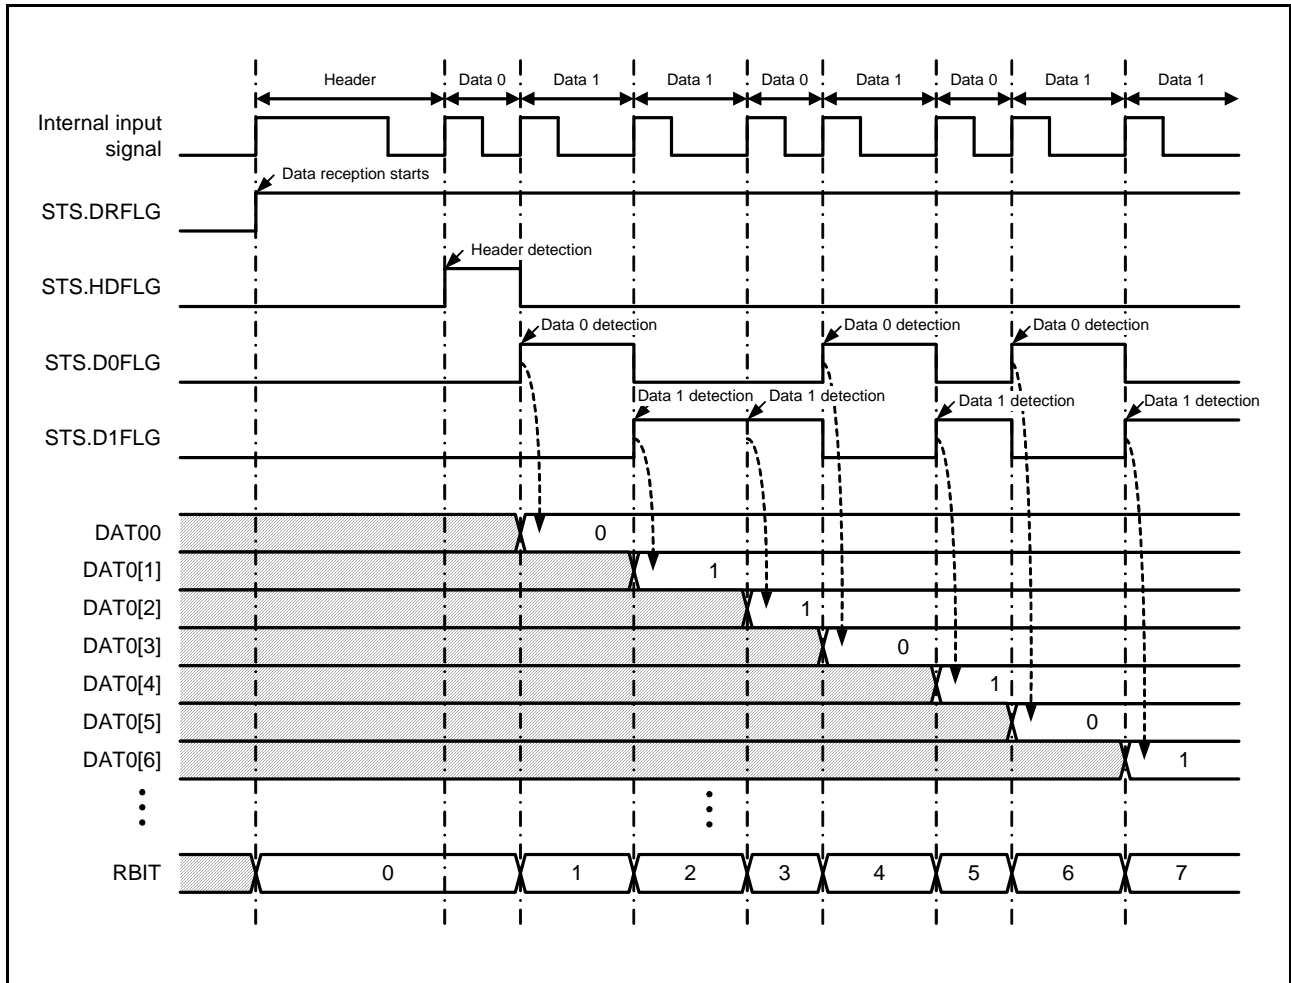 Header Data 0 Data 1 Data 1 Data 0 Data 1 Data 0 Data 1 Data 1
Internal input
signal
Data reception starts
STS.DRFLG
Header detection
STS.HDFLG
Data 0 detection Data 0 detection Data 0 detection
STS.D0FLG
Data 1 detection Data 1 detection Data 1 detection Data 1 detection
STS.D1FLG
DAT00 0
DAT0[1] 1
DAT0[2] 1
DAT0[3] 0
DAT0[4] 1
DAT0[5] 0
DAT0[6] 1
RBIT 0 1 2 3 4 5 6 7